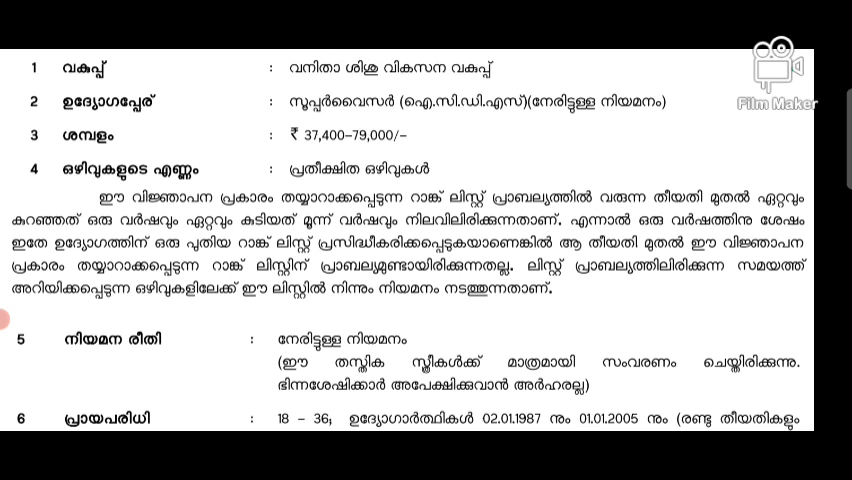 1 വകുപ്പ് : വനിതാ ശിശു വികസന വകുപ്പ്
2 ഉദ്യോഗപ്പേര് : സൂപ്പർവൈസർ (ഐ.സി.ഡി.എസ്)(നേരിട്ടുള്ള നിയമനം)
Film Maker
3 ശമ്പളം : ₹ 37,400–79,000/–
4 ഒഴിവുകളുടെ എണ്ണം : പ്രതീക്ഷിത ഒഴിവുകൾ
ഈ വിജ്ഞാപന പ്രകാരം തയ്യാറാക്കപ്പെടുന്ന റാങ്ക് ലിസ്റ്റ് പ്രാബല്യത്തിൽ വരുന്ന തീയതി മുതൽ ഏറ്റവും
കുറഞ്ഞത് ഒരു വർഷവും ഏറ്റവും കൂടിയത് മൂന്ന് വർഷവും നിലവിലിരിക്കുന്നതാണ്. എന്നാൽ ഒരു വർഷത്തിനു ശേഷം
ഇതേ ഉദ്യോഗത്തിന് ഒരു പുതിയ റാങ്ക് ലിസ്റ്റ് പ്രസിദ്ധീകരിക്കപ്പെടുകയാണെങ്കിൽ ആ തീയതി മുതൽ ഈ വിജ്ഞാപന
പ്രകാരം തയ്യാറാക്കപ്പെടുന്ന റാങ്ക് ലിസ്റ്റിന് പ്രാബല്യമുണ്ടായിരിക്കുന്നതല്ല. ലിസ്റ്റ് പ്രാബല്യത്തിലിരിക്കുന്ന സമയത്ത്
അറിയിക്കപ്പെടുന്ന ഒഴിവുകളിലേക്ക് ഈ ലിസ്റ്റിൽ നിന്നും നിയമനം നടത്തുന്നതാണ്.
5 നിയമന രീതി : നേരിട്ടുള്ള നിയമനം
(ഈ തസ്തിക സ്ത്രീകൾക്ക് മാത്രമായി സംവരണം ചെയ്തിരിക്കുന്നു.
ഭിന്നശേഷിക്കാർ അപേക്ഷിക്കുവാൻ അർഹരല്ല)
6 പ്രായപരിധി : 18 – 36; ഉദ്യോഗാർത്ഥികൾ 02.01.1987 നും 01.01.2005 നും (രണ്ടു തീയതികളും